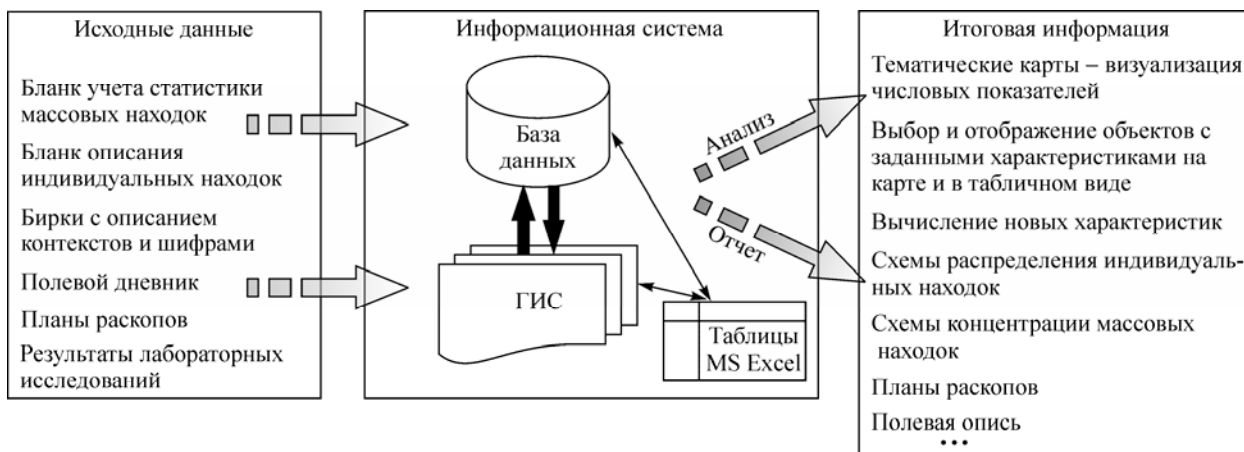 Исходные данные
Бланк учета статистики
массовых находок
Бланк описания
индивидуальных находок
Бирки с описанием
контекстов и шифрами
Полевой дневник
Планы раскопов
Результаты лабораторных
исследований
Информационная система
База
данных
ГИС
Таблицы
MS Excel
Анализ
Отчет
Итоговая информация
Тематические карты – визуализация
числовых показателей
Выбор и отображение объектов с
заданными характеристиками на
карте и в табличном виде
Вычисление новых характеристик
Схемы распределения индивидуаль-
ных находок
Схемы концентрации массовых
находок
Планы раскопов
Полевая опись
...